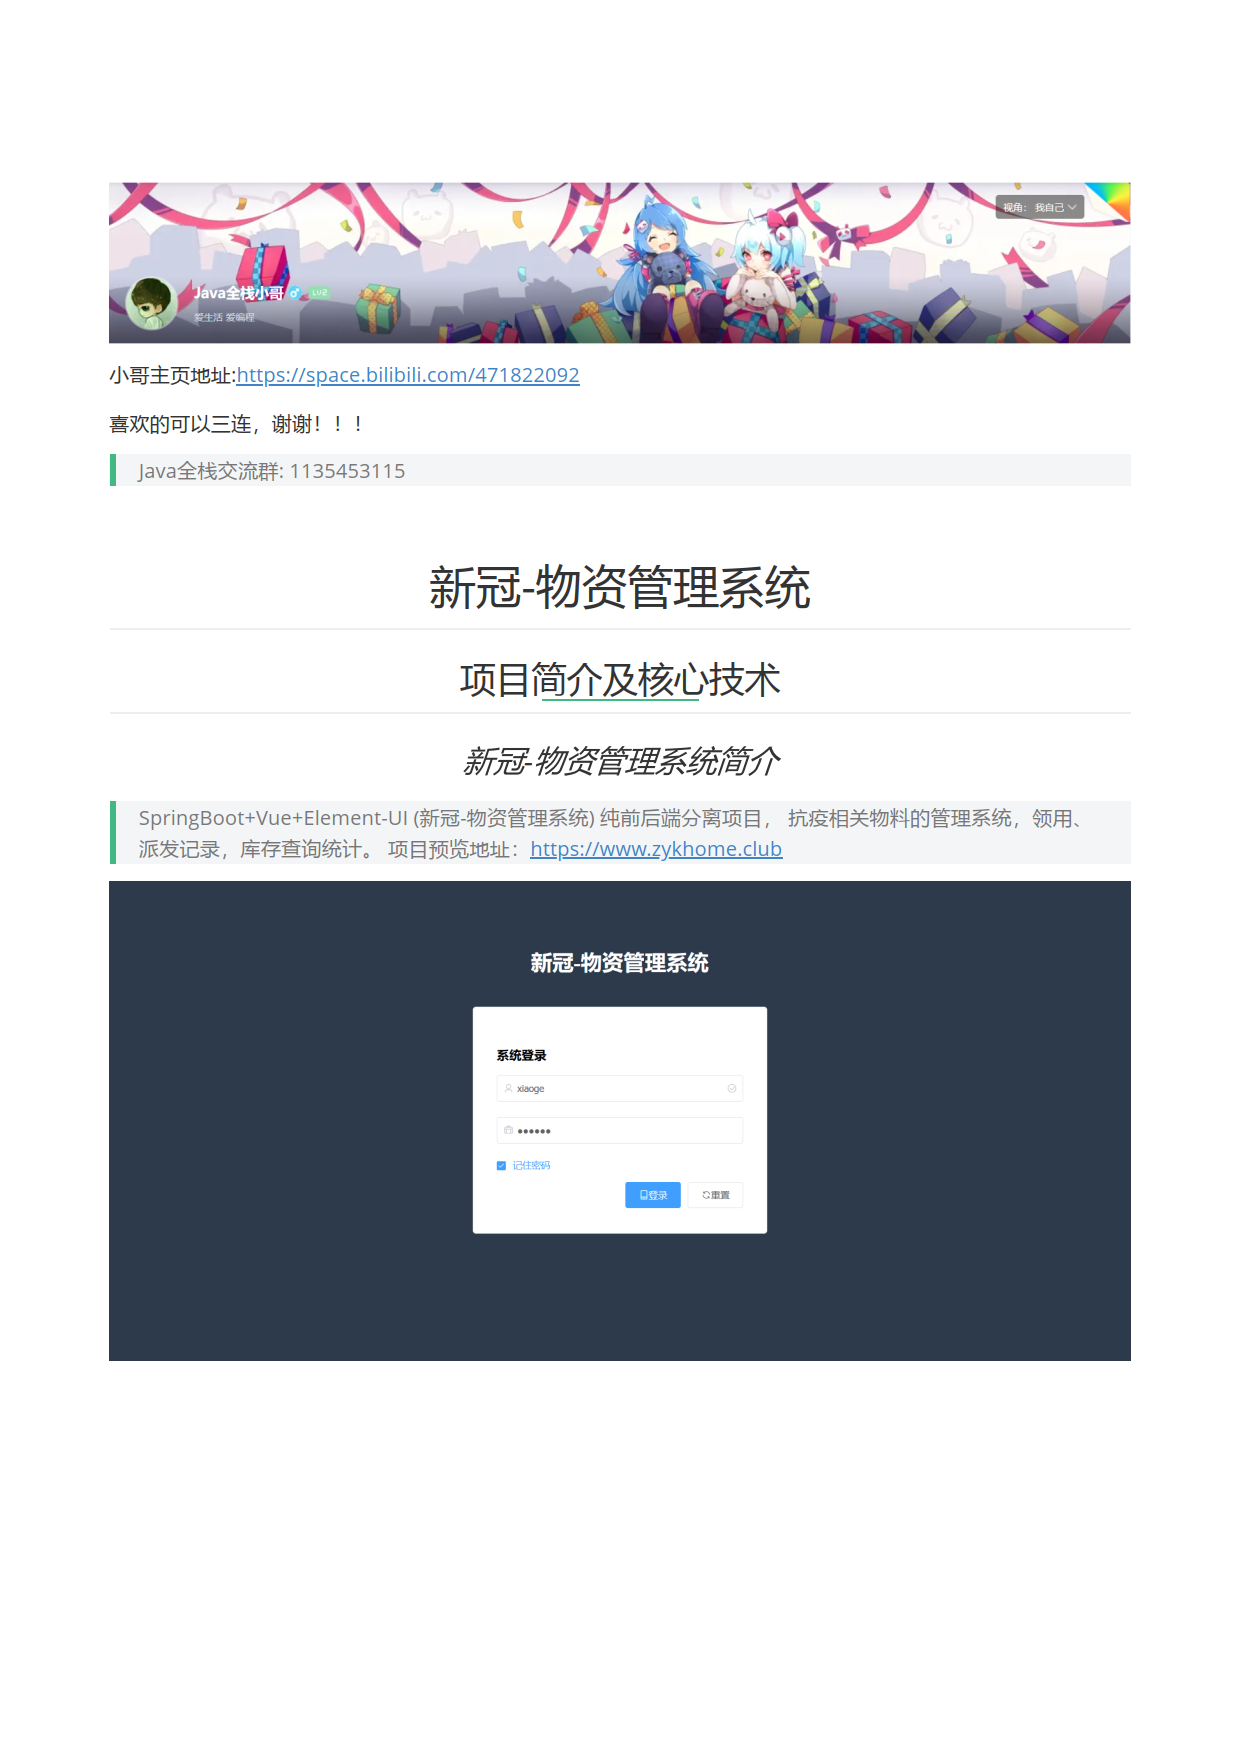 视角： 我自己
Java全栈小哥 LV2
爱生活 爱编程
小哥主页地址:https://space.bilibili.com/471822092
喜欢的可以三连，谢谢！！！
Java全栈交流群: 1135453115
新冠-物资管理系统
项目简介及核心技术
新冠-物资管理系统简介
SpringBoot+Vue+Element-UI (新冠-物资管理系统) 纯前后端分离项目， 抗疫相关物料的管理系统，领用、
派发记录，库存查询统计。 项目预览地址：https://www.zykhome.club
新冠-物资管理系统
系统登录
xiaoge
••••••
记住密码
登录 重置